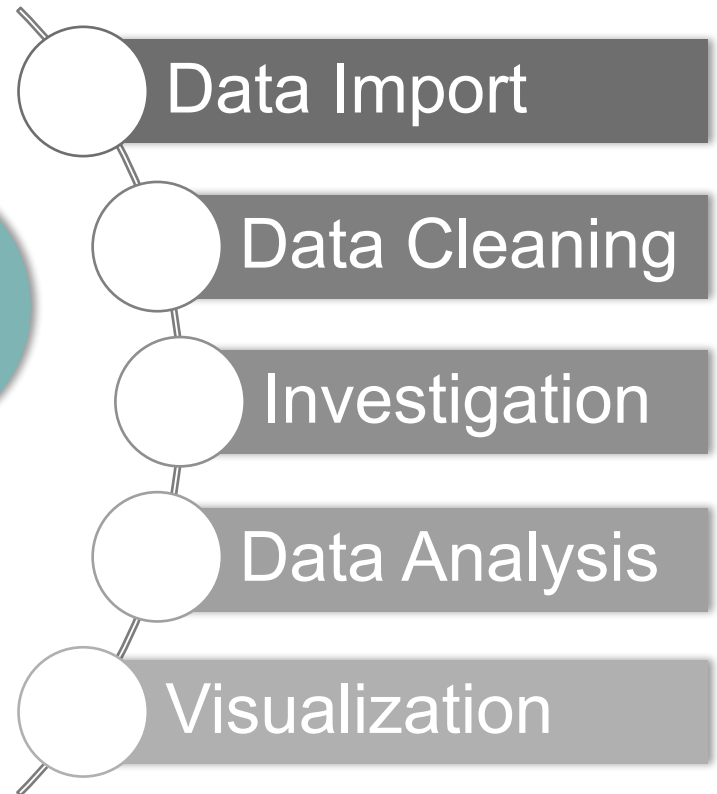 Data Import
Data Cleaning
Investigation
Data Analysis
Visualization